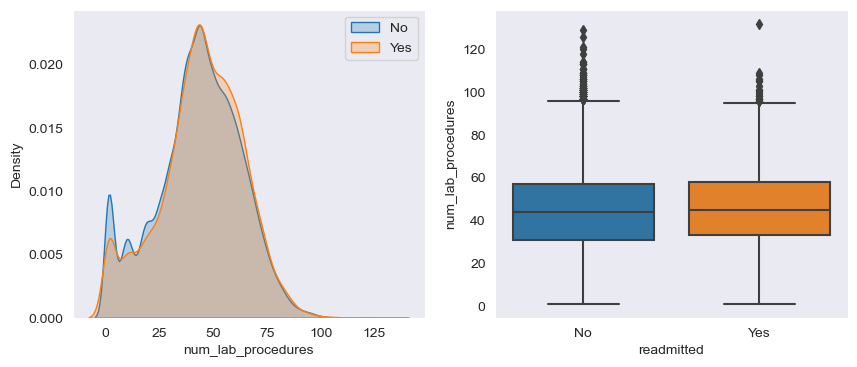 No
Yes
Density
0.020
0.015
0.010
0.005
0.000
0 25 50 75 100 125
num_lab_procedures
num_lab_procedures
120
100
80
60
40
20
0
No Yes
readmitted